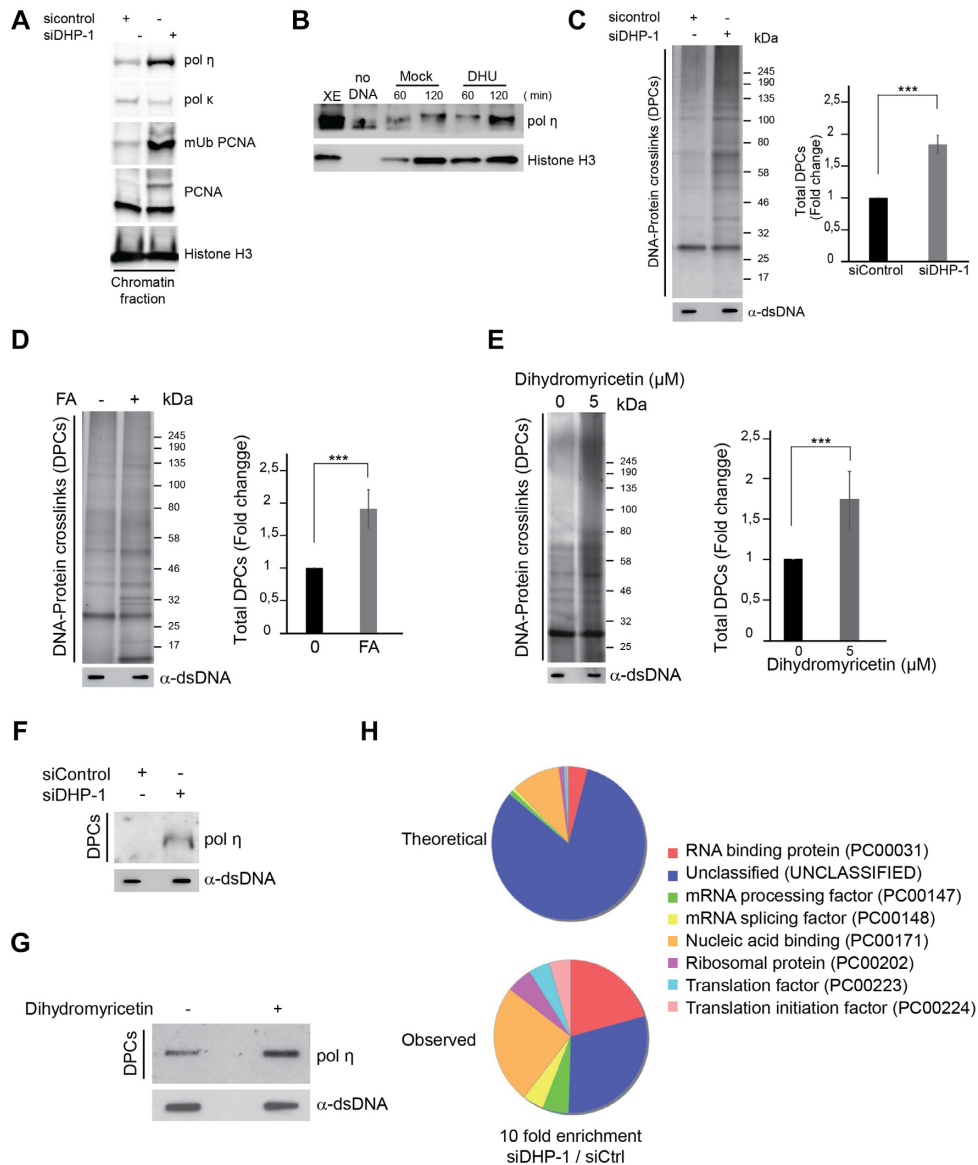 A
sicontrol + -
siDHP-1 - +
pol η
pol κ
mUb PCNA
PCNA
Histone H3
Chromatin
fraction
B
XE
no
DNA
Mock
DHU
60 120 60 120 ( min)
pol η
Histone H3
C
sicontrol + -
siDHP-1 - + kDa
DNA-Protein crosslinks (DPCs)
245
190
135
100
80
58
46
32
25
17
α-dsDNA
Total DPCs
(Fold change)
2,5
2
1,5
1
0,5
0
***
siControl siDHP-1
D
FA - + kDa
DNA-Protein crosslinks (DPCs)
245
190
135
100
80
58
46
32
25
17
α-dsDNA
Total DPCs (Fold changge)
2,5
2
1,5
1
0,5
0
***
0 FA
E
Dihydromyricetin (µM)
0 5 kDa
DNA-Protein crosslinks (DPCs)
245
190
135
100
80
58
46
32
25
α-dsDNA
Total DPCs (Fold change)
2,5
2
1,5
1
0,5
0
***
0 5
Dihydromyricetin (µM)
F
siControl + -
siDHP-1 - +
DPCs
pol η
α-dsDNA
G
Dihydromyricetin - +
DPCs
pol η
α-dsDNA
H
Theoretical
Observed
10 fold enrichment
siDHP-1 / siCtrl
RNA binding protein (PC00031)
Unclassified (UNCLASSIFIED)
mRNA processing factor (PC00147)
mRNA splicing factor (PC00148)
Nucleic acid binding (PC00171)
Ribosomal protein (PC00202)
Translation factor (PC00223)
Translation initiation factor (PC00224)